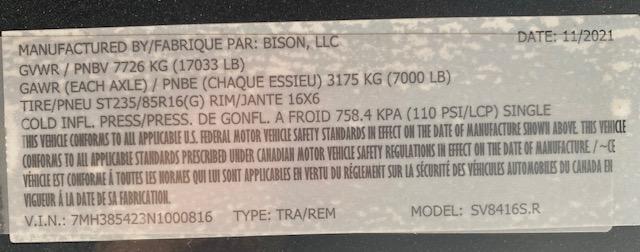 MANUFACTURED BY/FABRIQUE PAR: BISON, LLC DATE: 11/2021
GVWR / PNBV 7726 KG (17033 LB)
GAWR (EACH AXLE) / PNBE (CHAQUE ESSIEU) 3175 KG (7000 LB)
TIRE/PNEU ST235/85R16(G) RIM/JANTE 16X6
COLD INFL. PRESS/PRESS. DE GONFL. A FROID 758.4 KPA (110 PSI/LCP) SINGLE
THIS VEHICLE CONFORMS TO ALL APPLICABLE U.S. FEDERAL MOTOR VEHICLE SAFETY STANDARDS IN EFFECT ON THE DATE OF MANUFACTURE SHOWN ABOVE. THIS VEHICLE
CONFORMS TO ALL APPLICABLE STANDARDS PRESCRIBED UNDER CANADIAN MOTOR VEHICLE SAFETY REGULATIONS IN EFFECT ON THE DATE OF MANUFACTURE. / ~CE
VÉHICLE EST CONFORME À TOUTES LES NORMES QUI LUI SONT APPLICABLES EN VERTU DU RÉGLEMENT SUR LA SÉCURITÉ DES VÉHICULES AUTOMOBILES DU CANADA EN
VIGUEUR À LA DATE DE SA FABRICATION.
V.I.N.: 7MH385423N1000816 TYPE: TRA/REM MODEL: SV8416S.R